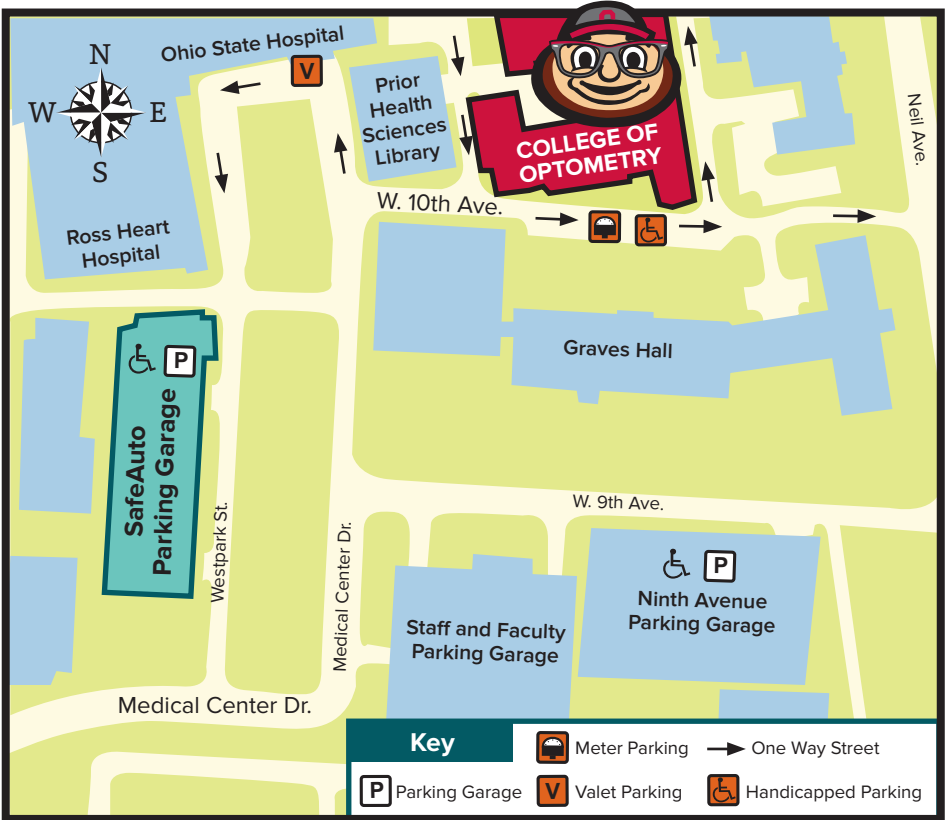 Ohio State Hospital
V
N
W E
S
Prior
Health
Sciences
Library
O
COLLEGE OF
OPTOMETRY
Neil Ave.
W. 10th Ave.
Ross Heart
Hospital
Graves Hall
P
SafeAuto
Parking Garage
Westpark St.
Medical Center Dr.
W. 9th Ave.
P
Ninth Avenue
Parking Garage
Staff and Faculty
Parking Garage
Medical Center Dr.
Key
Meter Parking
One Way Street
P Parking Garage
V Valet Parking
Handicapped Parking